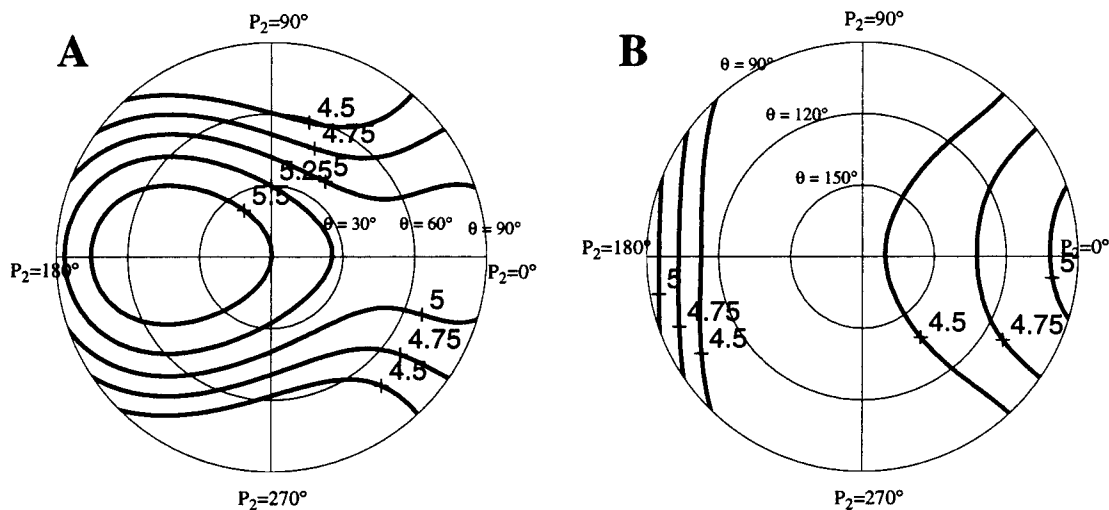 A
P₂=90°
4.5
4.75
5.25
5
5.5
θ = 30°
θ = 60°
θ = 90°
P₂=180°
P₂=0°
5
4.75
4.5
P₂=270°
B
P₂=90°
θ = 90°
θ = 120°
θ = 150°
P₂=180°
P₂=0°
5
5
4.75
4.5
4.5
4.75
P₂=270°